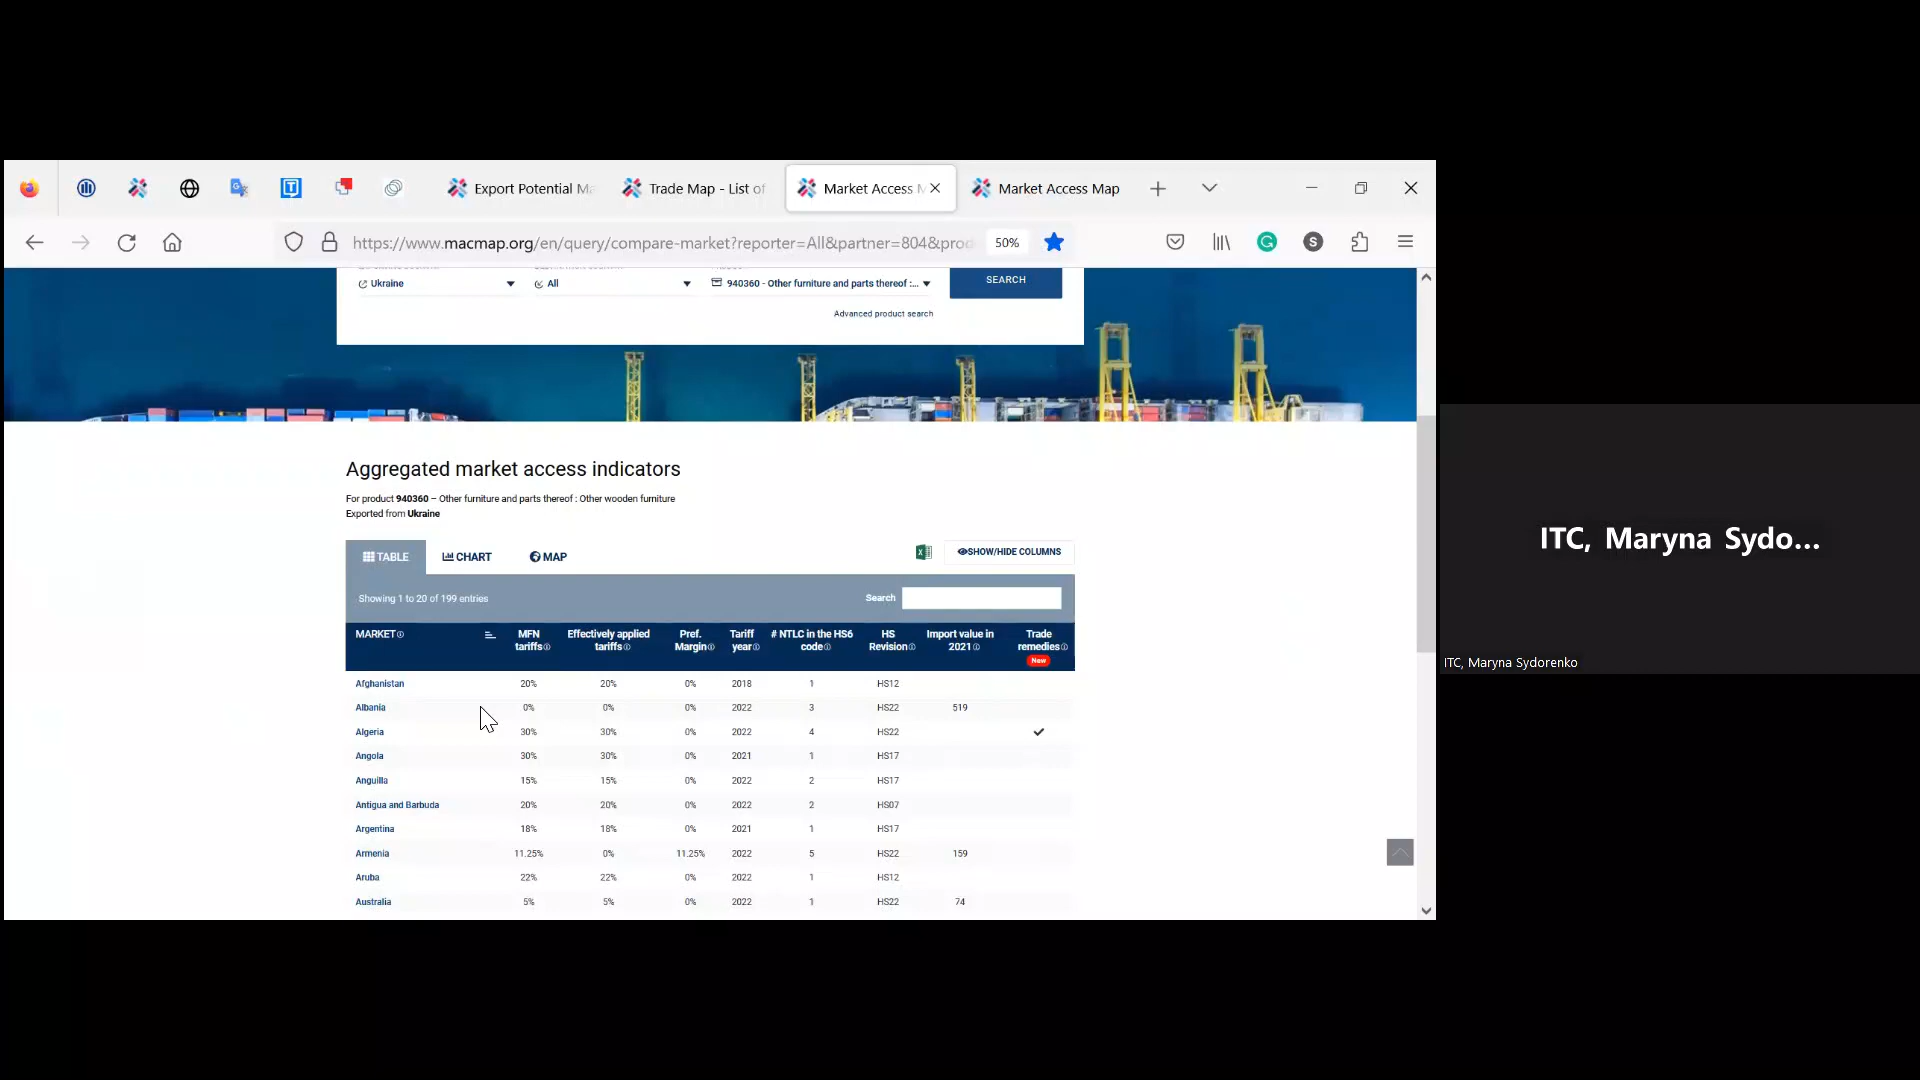 Export Potential Ma
Trade Map - List of
Market Access M
Market Access Map
https://www.macmap.org/en/query/compare-market?reporter=All&partner=804&prod
50%
Ukraine
All
940360 - Other furniture and parts thereof :...
SEARCH
Advanced product search
Aggregated market access indicators
For product 940360 – Other furniture and parts thereof : Other wooden furniture
Exported from Ukraine
TABLE CHART MAP SHOW/HIDE COLUMNS
Showing 1 to 20 of 199 entries Search
MARKET MFN tariffs Effectively applied tariffs Pref. Margin Tariff year # NTLC in the HS6 code HS Revision Import value in 2021 Trade remedies New
Afghanistan 20% 20% 0% 2018 1 HS12
Albania 0% 0% 0% 2022 3 HS22 519
Algeria 30% 30% 0% 2022 4 HS22
Angola 30% 30% 0% 2021 1 HS17
Anguilla 15% 15% 0% 2022 2 HS17
Antigua and Barbuda 20% 20% 0% 2022 2 HS07
Argentina 18% 18% 0% 2021 1 HS17
Armenia 11.25% 0% 11.25% 2022 5 HS22 159
Aruba 22% 22% 0% 2022 1 HS12
Australia 5% 5% 0% 2022 1 HS22 74
ITC, Maryna Sydo...
ITC, Maryna Sydorenko